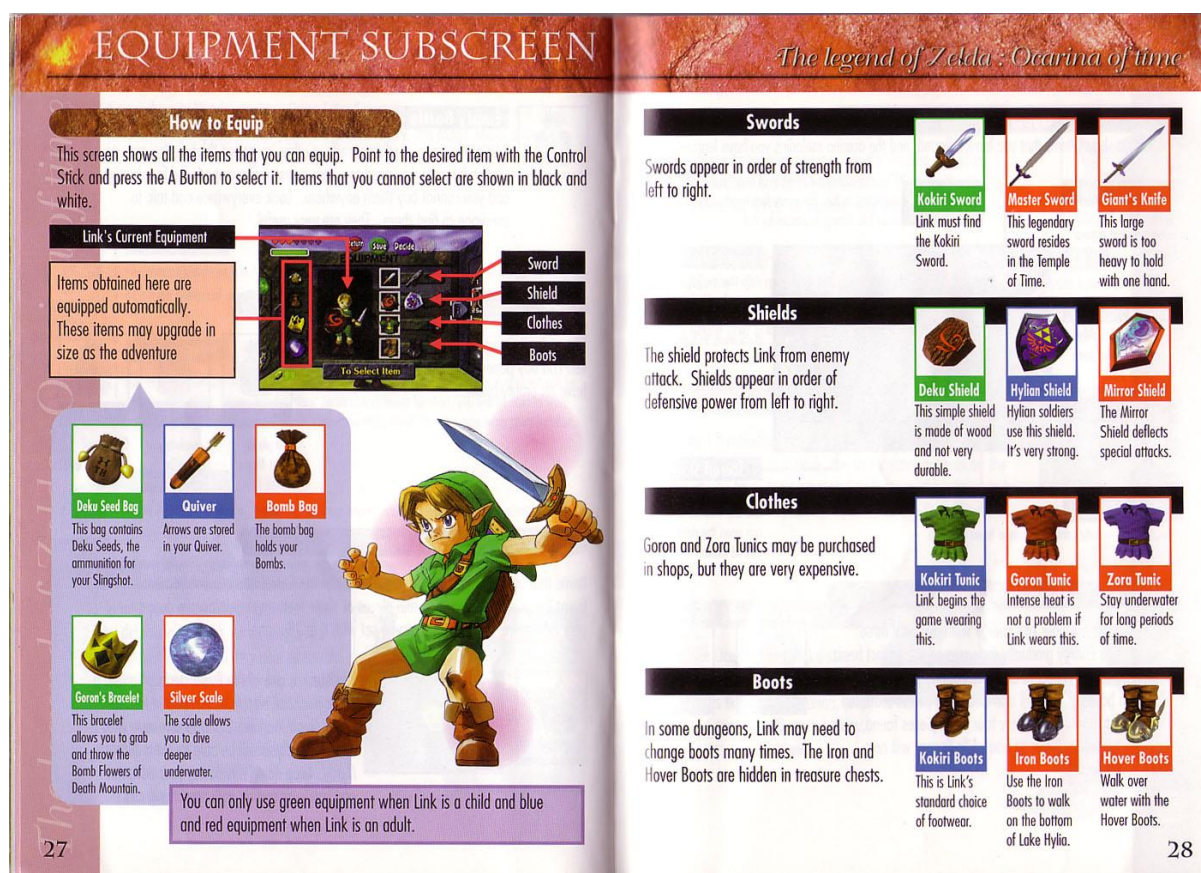 EQUIPMENT SUBSCREEN
How to Equip
This screen shows all the items that you can equip. Point to the desired item with the Control
Stick and press the A Button to select it. Items that you cannot select are shown in black and
white.
Link's Current Equipment
Items obtained here are
equipped automatically.
These items may upgrade in
size as the adventure
Return Save Decide
EQUIPMENT
To Select Item
Sword
Shield
Clothes
Boots
Deku Seed Bag
This bag contains
Deku Seeds, the
ammunition for
your Slingshot.
Quiver
Arrows are stored
in your Quiver.
Bomb Bag
The bomb bag
holds your
Bombs.
Goron's Bracelet
This bracelet
allows you to grab
and throw the
Bomb Flowers of
Death Mountain.
Silver Scale
The scale allows
you to dive
deeper
underwater.
You can only use green equipment when Link is a child and blue
and red equipment when Link is an adult.
27
The legend of Zelda : Ocarina of time
Swords
Swords appear in order of strength from
left to right.
Kokiri Sword
Link must find
the Kokiri
Sword.
Master Sword
This legendary
sword resides
in the Temple
of Time.
Giant's Knife
This large
sword is too
heavy to hold
with one hand.
Shields
The shield protects Link from enemy
attack. Shields appear in order of
defensive power from left to right.
Deku Shield
This simple shield
is made of wood
and not very
durable.
Hylian Shield
Hylian soldiers
use this shield.
It's very strong.
Mirror Shield
The Mirror
Shield deflects
special attacks.
Clothes
Goron and Zora Tunics may be purchased
in shops, but they are very expensive.
Kokiri Tunic
Link begins the
game wearing
this.
Goron Tunic
Intense heat is
not a problem if
Link wears this.
Zora Tunic
Stay underwater
for long periods
of time.
Boots
In some dungeons, Link may need to
change boots many times. The Iron and
Hover Boots are hidden in treasure chests.
Kokiri Boots
This is Link's
standard choice
of footwear.
Iron Boots
Use the Iron
Boots to walk
on the bottom
of Lake Hylia.
Hover Boots
Walk over
water with the
Hover Boots.
28